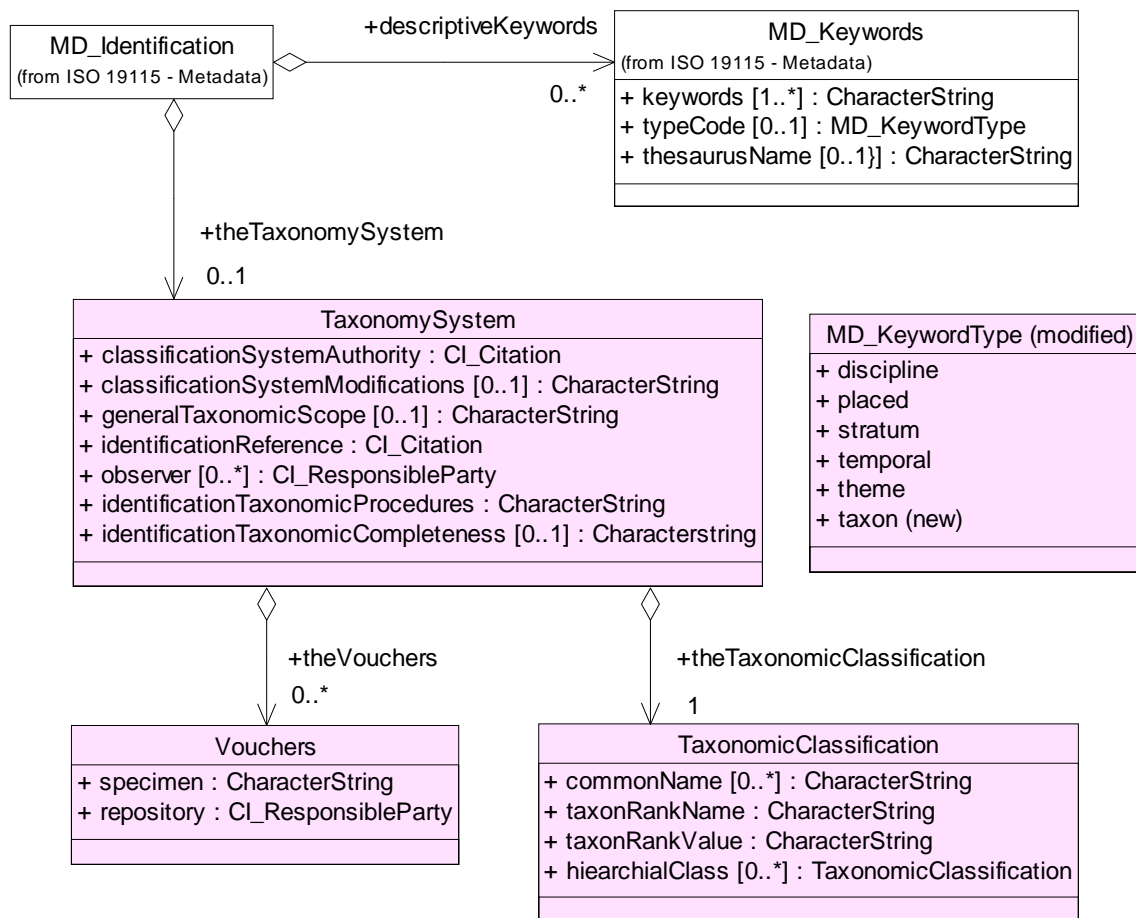 MD_Identification
(from ISO 19115 - Metadata)
+descriptiveKeywords
0..*
MD_Keywords
(from ISO 19115 - Metadata)
+ keywords [1..*] : CharacterString
+ typeCode [0..1] : MD_KeywordType
+ thesaurusName [0..1}] : CharacterString
+theTaxonomySystem
0..1
TaxonomySystem
+ classificationSystemAuthority : CI_Citation
+ classificationSystemModifications [0..1] : CharacterString
+ generalTaxonomicScope [0..1] : CharacterString
+ identificationReference : CI_Citation
+ observer [0..*] : CI_ResponsibleParty
+ identificationTaxonomicProcedures : CharacterString
+ identificationTaxonomicCompleteness [0..1] : Characterstring
MD_KeywordType (modified)
+ discipline
+ placed
+ stratum
+ temporal
+ theme
+ taxon (new)
+theVouchers
0..*
+theTaxonomicClassification
1
Vouchers
+ specimen : CharacterString
+ repository : CI_ResponsibleParty
TaxonomicClassification
+ commonName [0..*] : CharacterString
+ taxonRankName : CharacterString
+ taxonRankValue : CharacterString
+ hiearchialClass [0..*] : TaxonomicClassification